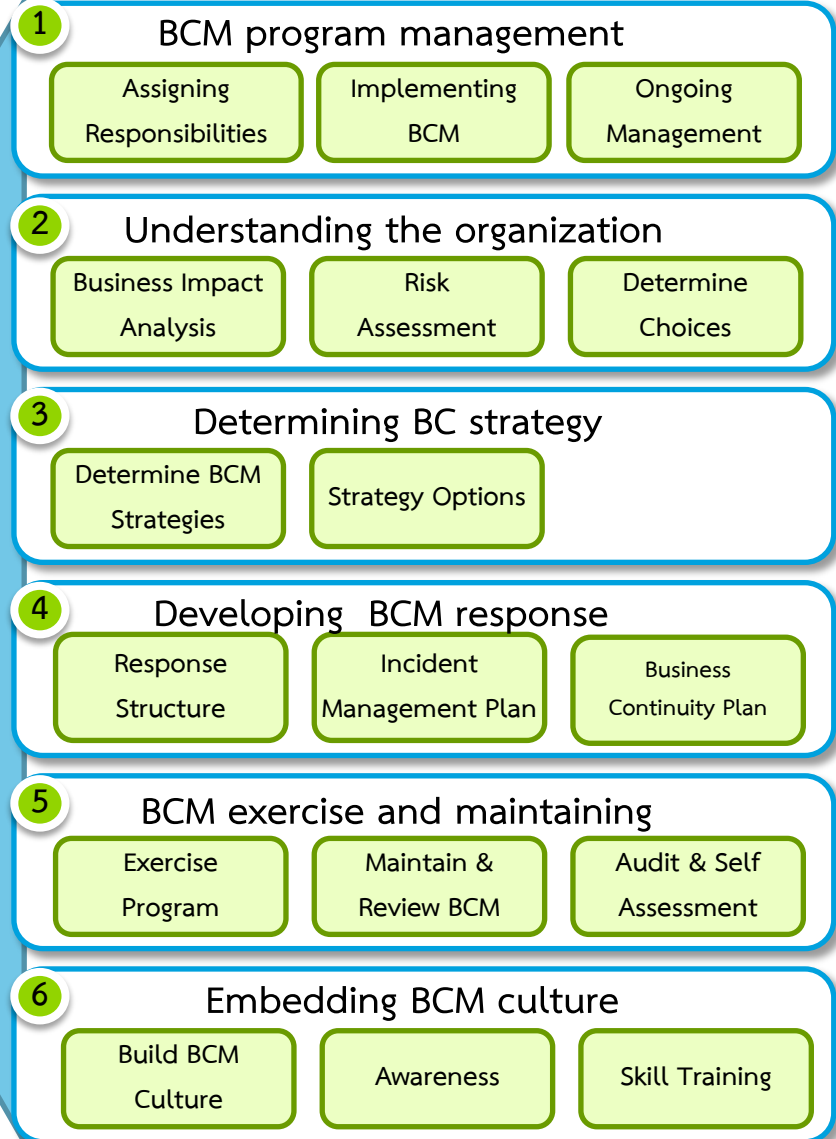 1
BCM program management
Assigning
Responsibilities
Implementing
BCM
Ongoing
Management
2
Understanding the organization
Business Impact
Analysis
Risk
Assessment
Determine
Choices
3
Determining BC strategy
Determine BCM
Strategies
Strategy Options
4
Developing  BCM response
Response
Structure
Incident
Management Plan
Business
Continuity Plan
5
BCM exercise and maintaining
Exercise
Program
Maintain &
Review BCM
Audit & Self
Assessment
6
Embedding BCM culture
Build BCM
Culture
Awareness
Skill Training